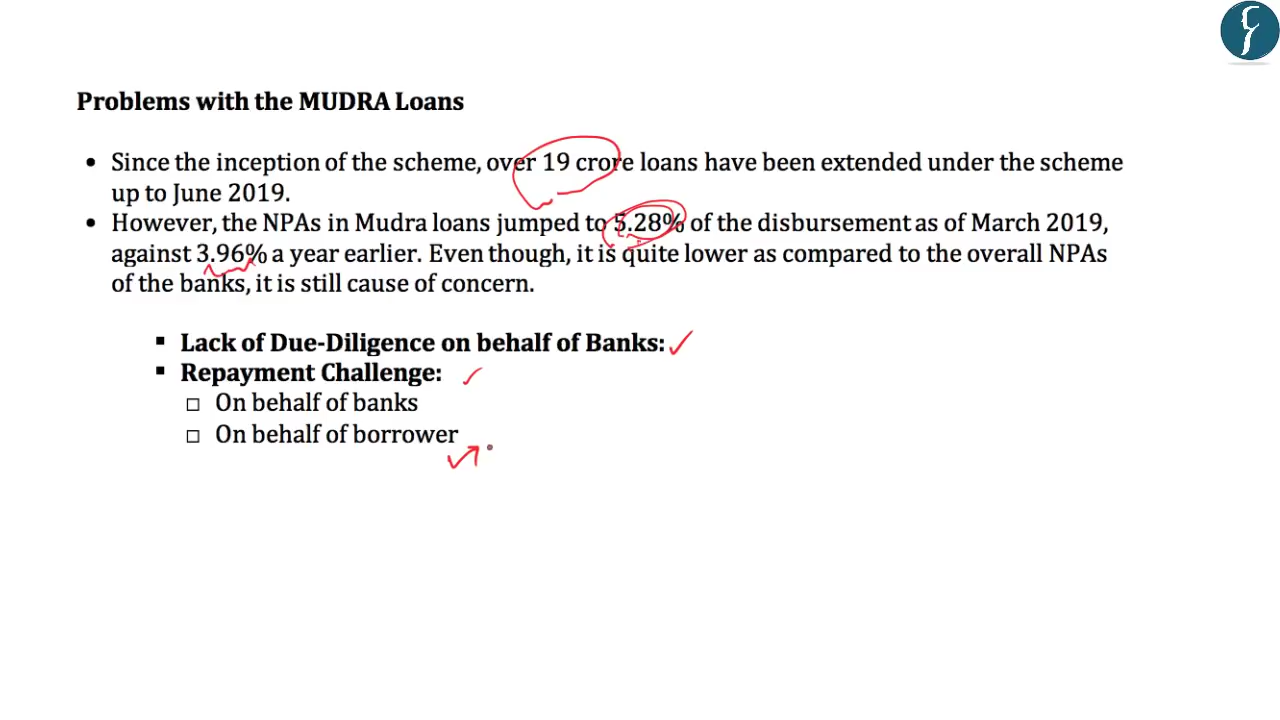 Problems with the MUDRA Loans
• Since the inception of the scheme, over 19 crore loans have been extended under the scheme
up to June 2019.
• However, the NPAs in Mudra loans jumped to 5.28% of the disbursement as of March 2019,
against 3.96% a year earlier. Even though, it is quite lower as compared to the overall NPAs
of the banks, it is still cause of concern.
▪ Lack of Due-Diligence on behalf of Banks:
▪ Repayment Challenge:
□ On behalf of banks
□ On behalf of borrower